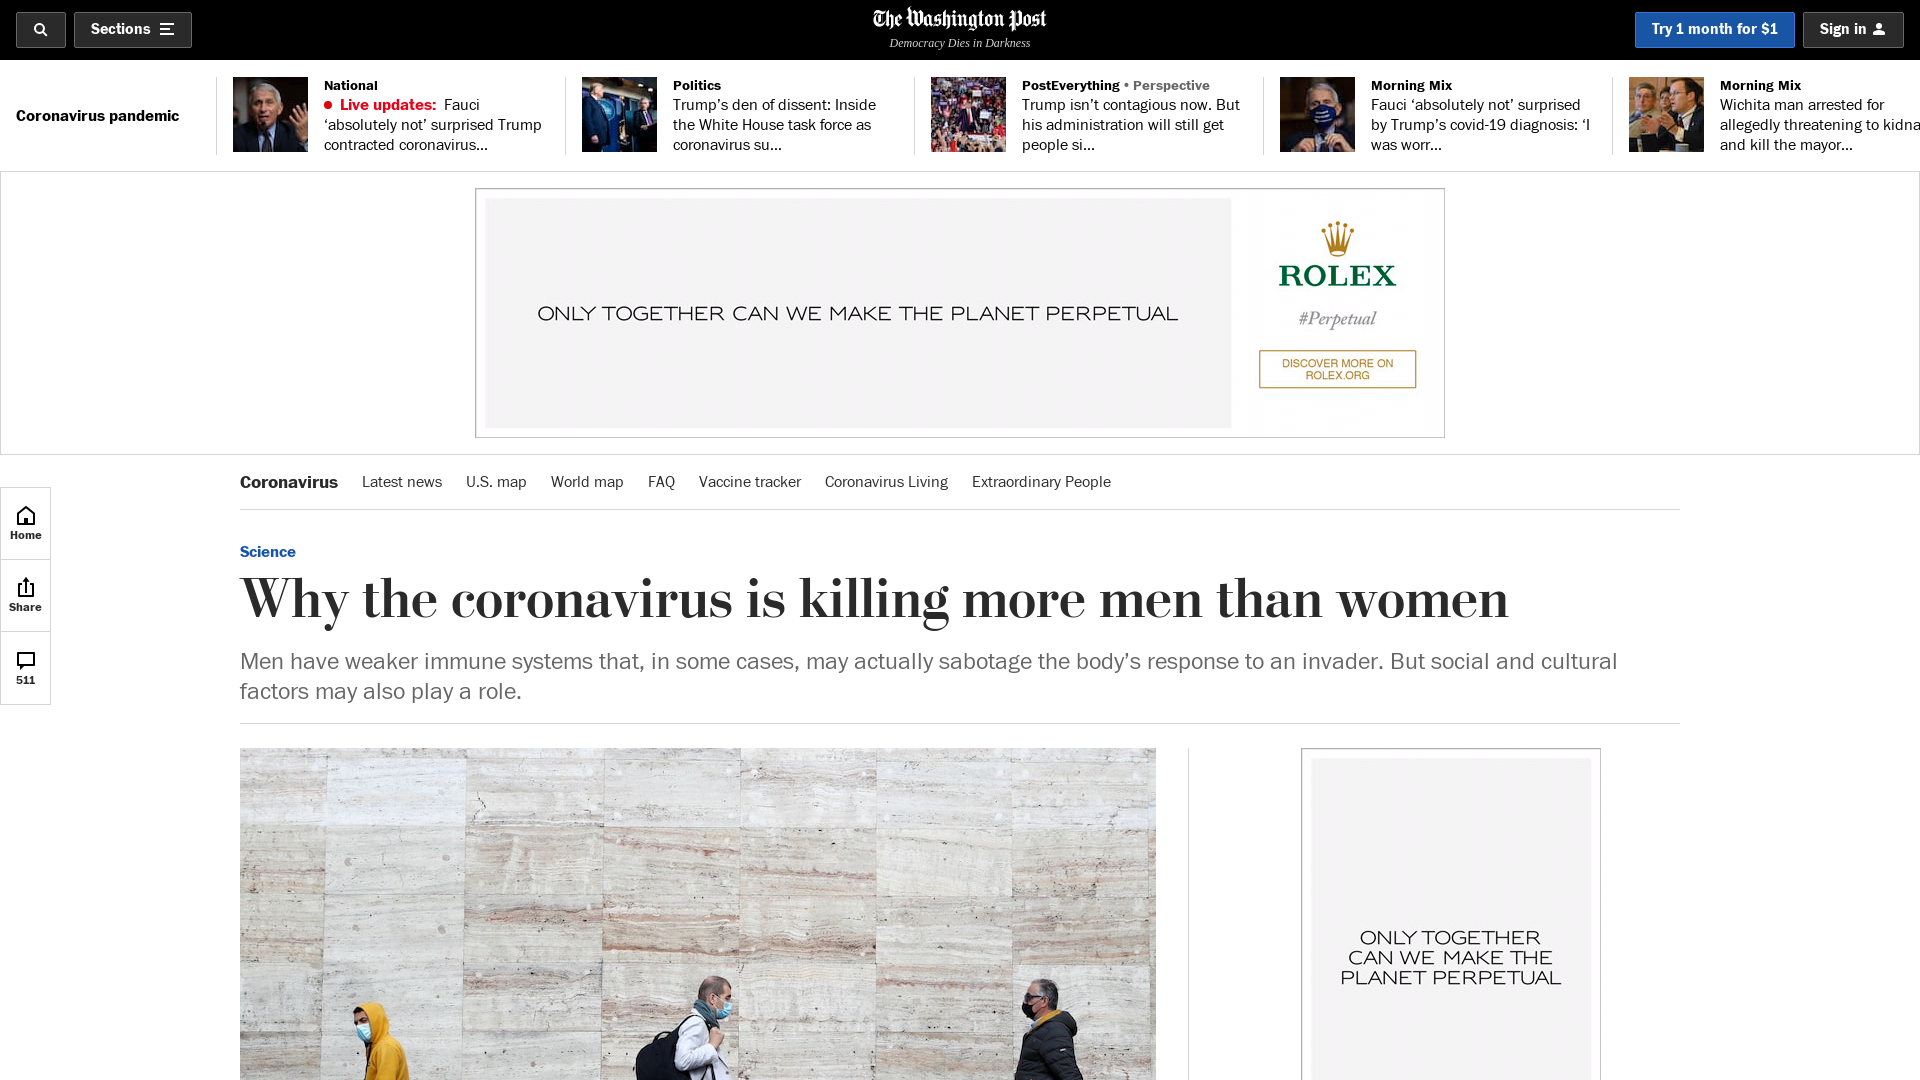 Sections
The Washington Post
Democracy Dies in Darkness
Try 1 month for $1
Sign in
Coronavirus pandemic
National
Live updates: Fauci
‘absolutely not’ surprised Trump
contracted coronavirus...
Politics
Trump’s den of dissent: Inside
the White House task force as
coronavirus su...
PostEverything • Perspective
Trump isn’t contagious now. But
his administration will still get
people si...
Morning Mix
Fauci ‘absolutely not’ surprised
by Trump’s covid-19 diagnosis: ‘I
was worr...
Morning Mix
Wichita man arrested for
allegedly threatening to kidna
and kill the mayor...
ONLY TOGETHER CAN WE MAKE THE PLANET PERPETUAL
ROLEX
#Perpetual
DISCOVER MORE ON
ROLEX.ORG
Coronavirus Latest news U.S. map World map FAQ Vaccine tracker Coronavirus Living Extraordinary People
Home
Share
511
Science
Why the coronavirus is killing more men than women
Men have weaker immune systems that, in some cases, may actually sabotage the body’s response to an invader. But social and cultural
factors may also play a role.
ONLY TOGETHER
CAN WE MAKE THE
PLANET PERPETUAL